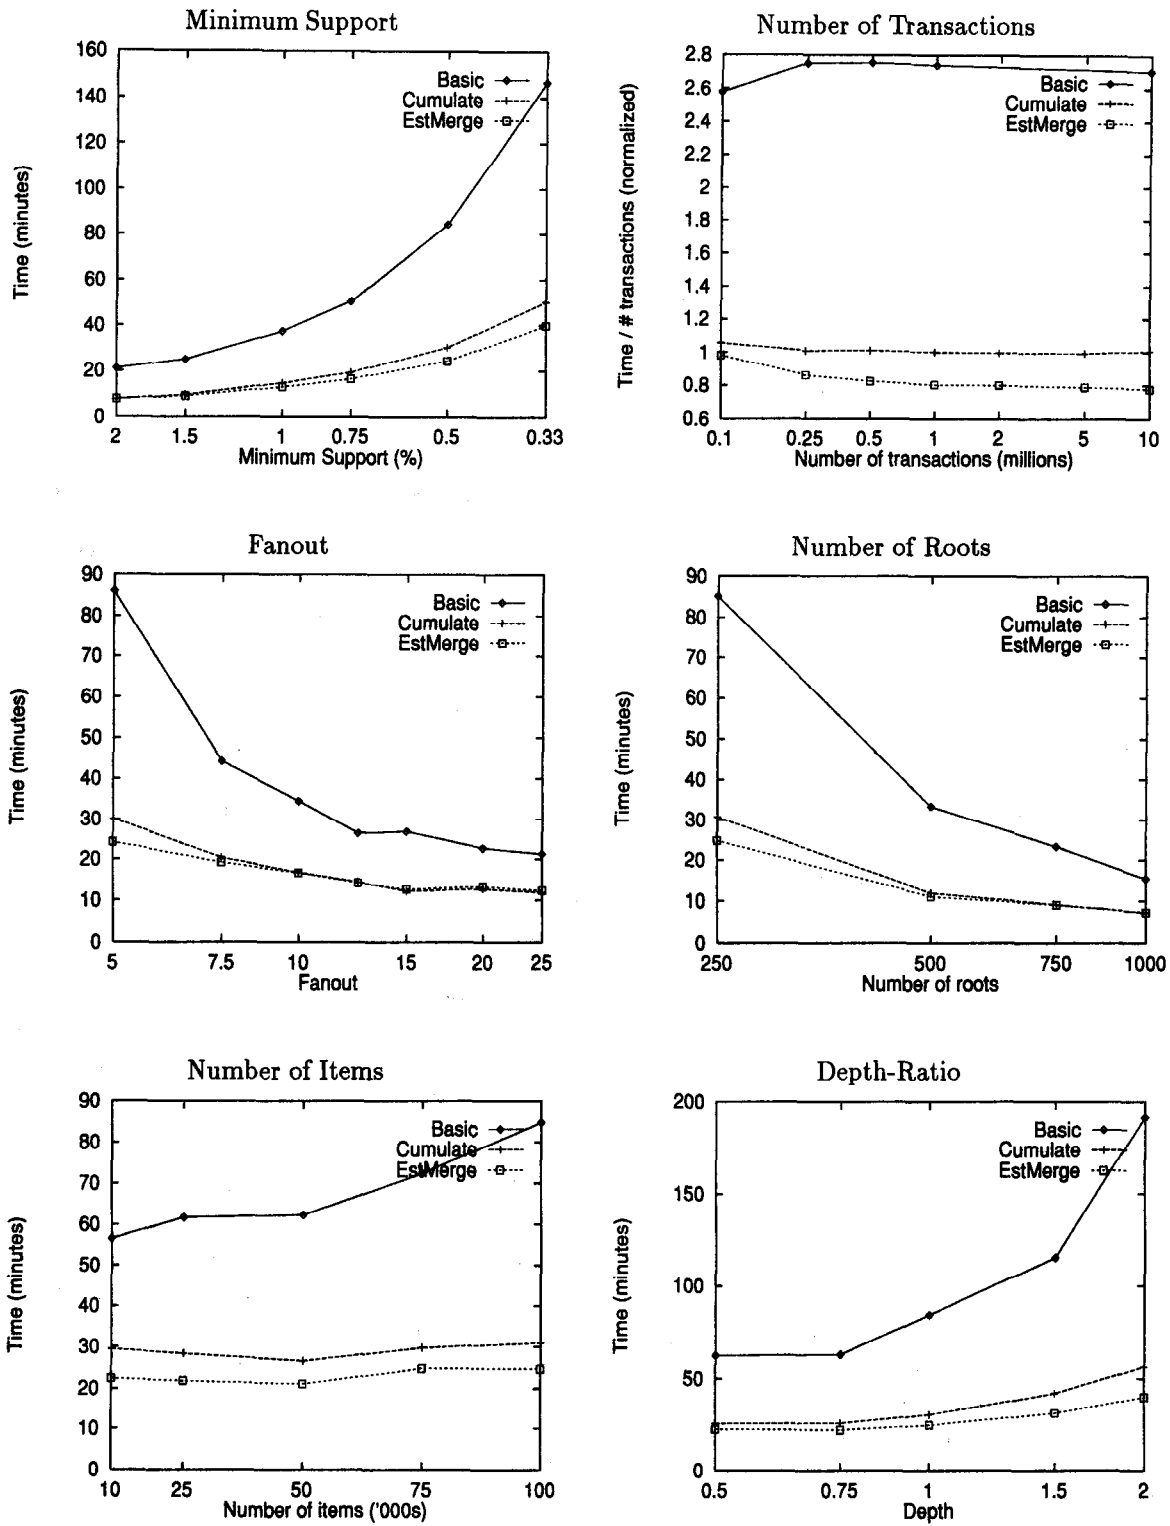 Minimum Support
160
140
120
100
80
60
40
20
0
Time (minutes)
Basic
Cumulate
EstMerge
2 1.5 1 0.75 0.5 0.33
Minimum Support (%)
Number of Transactions
2.8
2.6
2.4
2.2
2
1.8
1.6
1.4
1.2
1
0.8
0.6
Time / # transactions (normalized)
Basic
Cumulate
EstMerge
0.1 0.25 0.5 1 2 5 10
Number of transactions (millions)
Fanout
90
80
70
60
50
40
30
20
10
0
Time (minutes)
Basic
Cumulate
EstMerge
5 7.5 10 15 20 25
Fanout
Number of Roots
90
80
70
60
50
40
30
20
10
0
Time (minutes)
Basic
Cumulate
EstMerge
250 500 750 1000
Number of roots
Number of Items
90
80
70
60
50
40
30
20
10
0
Time (minutes)
Basic
Cumulate
EstMerge
10 25 50 75 100
Number of items ('000s)
Depth-Ratio
200
150
100
50
0
Time (minutes)
Basic
Cumulate
EstMerge
0.5 0.75 1 1.5 2
Depth